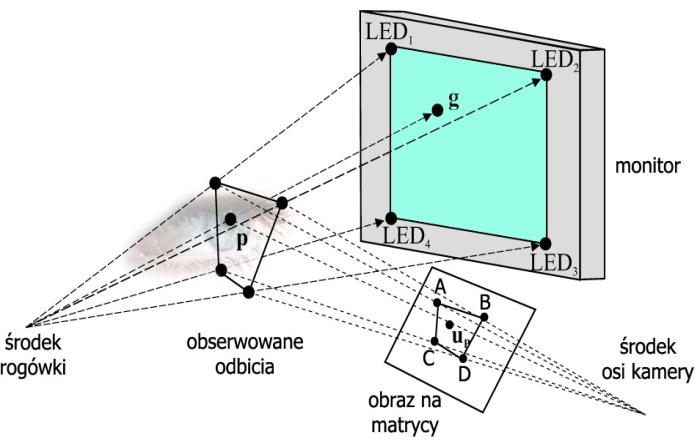 LED₁
LED₂
g
monitor
p
LED₄
LED₃
A
B
uₚ
C
D
środek
rogówki
obserwowane
odbicia
obraz na
matrycy
środek
osi kamery